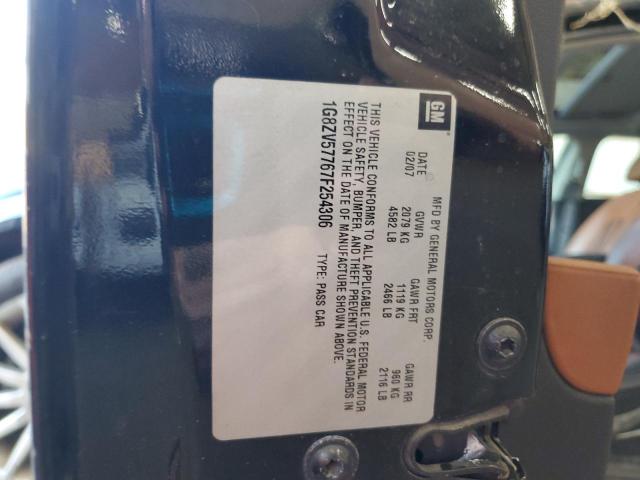 GM
MFD BY GENERAL MOTORS CORP.
DATE GVWR GAWR FRT GAWR RR
02/07 2079 KG 1119 KG 960 KG
4582 LB 2466 LB 2116 LB
THIS VEHICLE CONFORMS TO ALL APPLICABLE U.S. FEDERAL MOTOR
VEHICLE SAFETY, BUMPER, AND THEFT PREVENTION STANDARDS IN
EFFECT ON THE DATE OF MANUFACTURE SHOWN ABOVE.
1G8ZV57767F254306 TYPE: PASS CAR